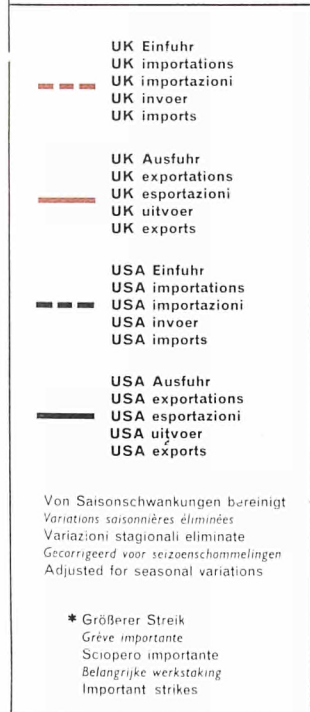 UK Einfuhr
UK importations
UK importazioni
UK invoer
UK imports
UK Ausfuhr
UK exportations
UK esportazioni
UK uitvoer
UK exports
USA Einfuhr
USA importations
USA importazioni
USA invoer
USA imports
USA Ausfuhr
USA exportations
USA esportazioni
USA uitvoer
USA exports
Von Saisonschwankungen bereinigt
Variations saisonnières éliminées
Variazioni stagionali eliminate
Gecorrigeerd voor seizoenschommelingen
Adjusted for seasonal variations
* Größerer Streik
Grève importante
Sciopero importante
Belangrijke werkstaking
Important strikes